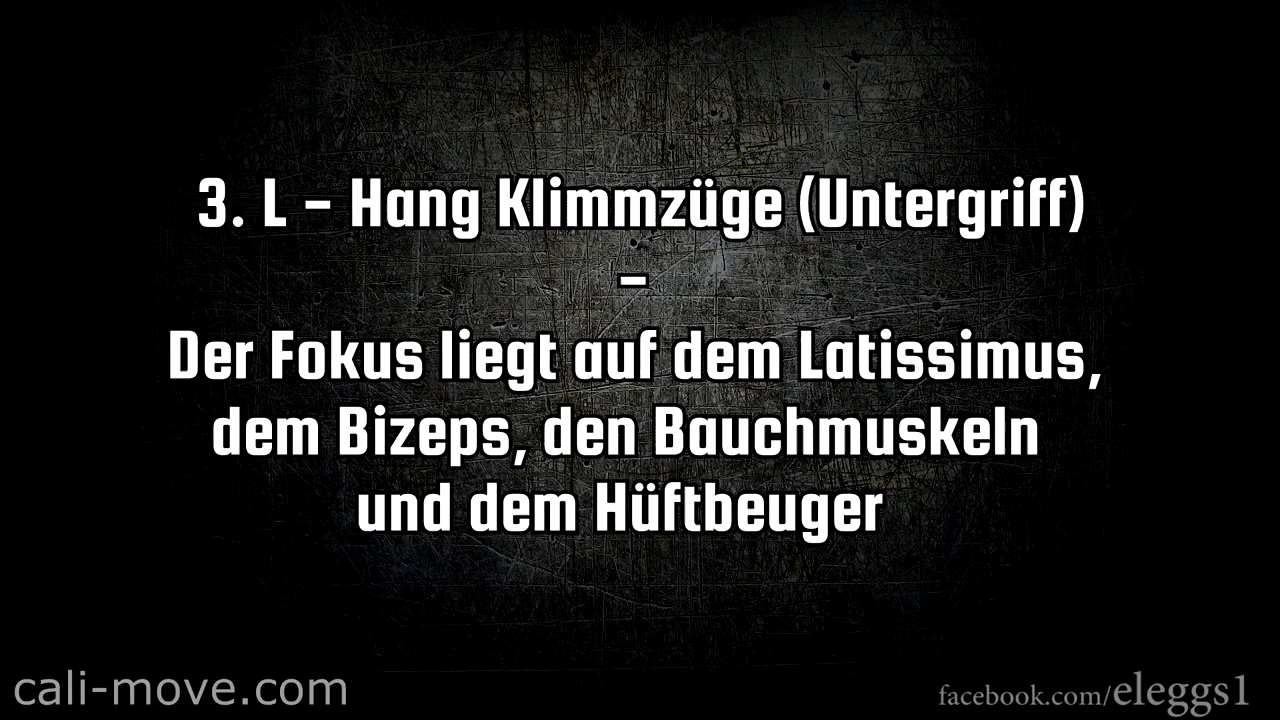 3. L – Hang Klimmzüge (Untergriff)
–
Der Fokus liegt auf dem Latissimus,
dem Bizeps, den Bauchmuskeln
und dem Hüftbeuger
cali-move.com
facebook.com/eleggs1